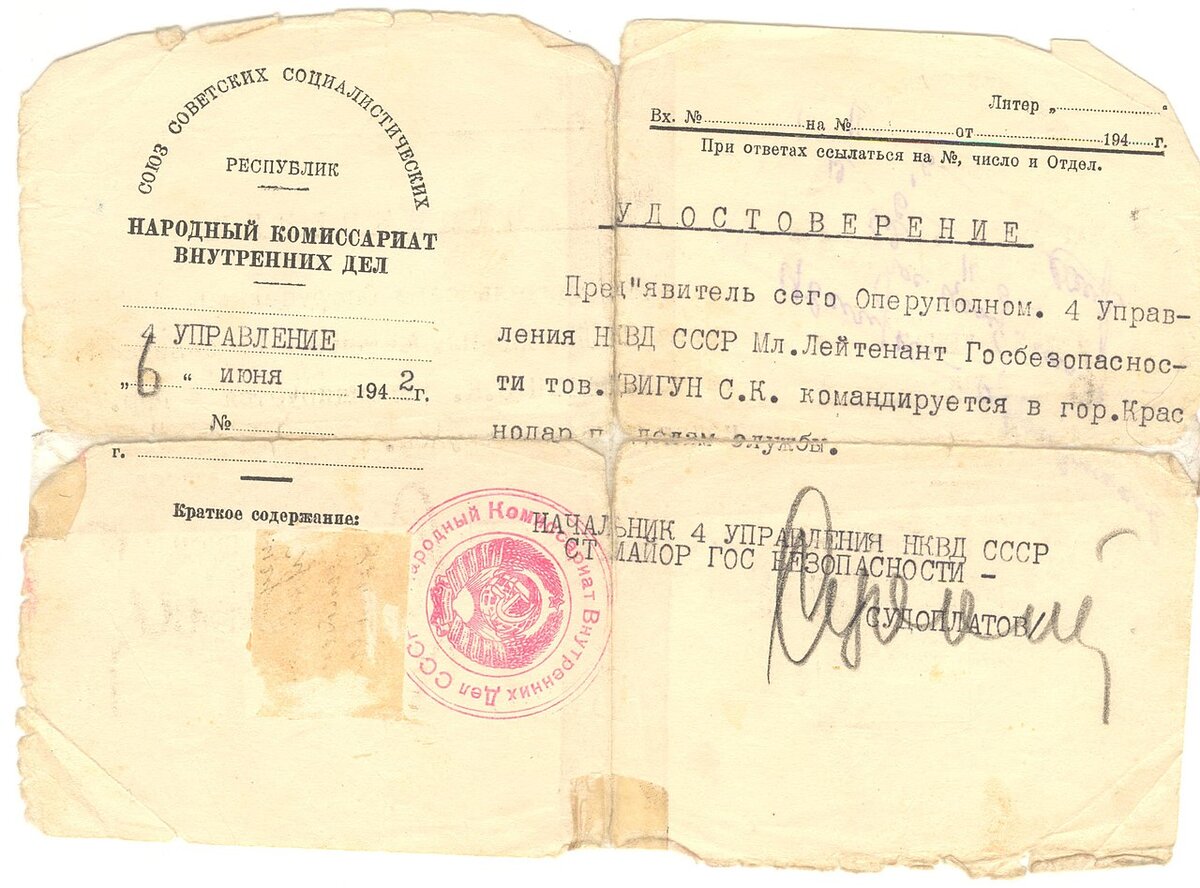 СОЮЗ СОВЕТСКИХ СОЦИАЛИСТИЧЕСКИХ
РЕСПУБЛИК
НАРОДНЫЙ КОМИССАРИАТ
ВНУТРЕННИХ ДЕЛ
4 УПРАВЛЕНИЕ
„6“ ИЮНЯ 1942г.
№
г.
Краткое содержание:
Литер „ “
Вх. № на № от 194 г.
При ответах ссылаться на №, число и Отдел.
УДОСТОВЕРЕНИЕ
Пред"явитель сего Оперуполном. 4 Управ-
ления НКВД СССР Мл.Лейтенант Госбезопаснос-
ти тов. ЦВИГУН С.К. командируется в гор.Крас
нодар по делам службы.
НАЧАЛЬНИК 4 УПРАВЛЕНИЯ НКВД СССР
СТ МАЙОР ГОС БЕЗОПАСНОСТИ -
/СУДОПЛАТОВ/
Народный Комиссариат Внутренних Дел СССР